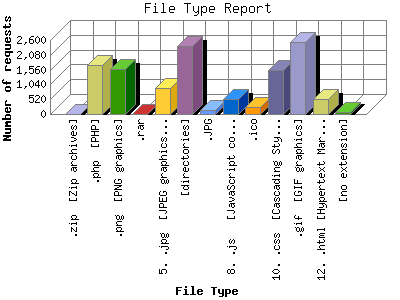 File Type Report
Number of requests
2,600
2,080
1,560
1,040
520
0
.zip [Zip archives]
.php [PHP]
.png [PNG graphics]
.rar
5. .jpg [JPEG graphics...
[directories]
.JPG
8. .js [JavaScript co...
.ico
10. .css [Cascading Sty...
.gif [GIF graphics]
12. .html [Hypertext Mar...
[no extension]
File Type